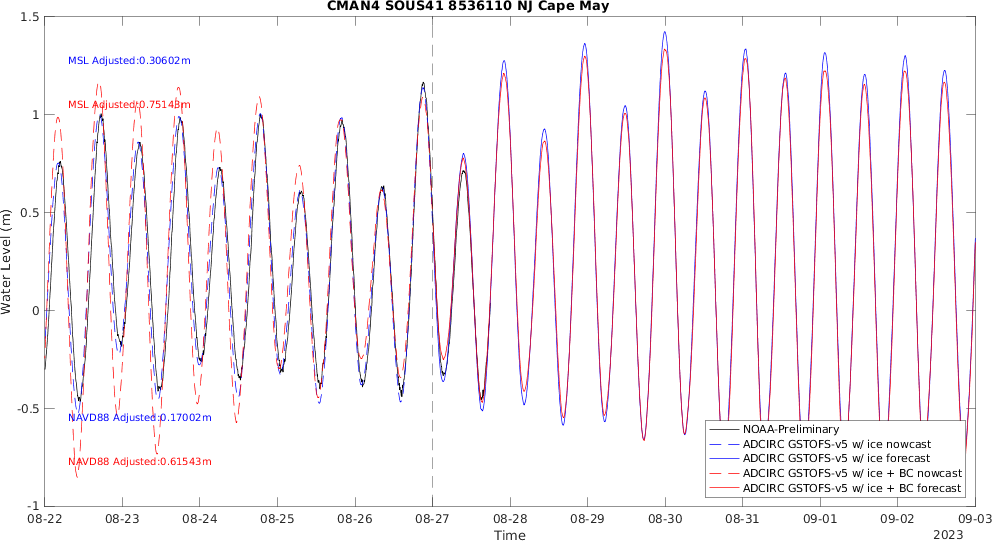 CMAN4 SOUS41 8536110 NJ Cape May
1.5
MSL Adjusted:0.30602m
MSL Adjusted:0.75143m
1
0.5
Water Level (m)
0
-0.5
NAVD88 Adjusted:0.17002m
NAVD88 Adjusted:0.61543m
-1
NOAA-Preliminary
ADCIRC GSTOFS-v5 w/ ice nowcast
ADCIRC GSTOFS-v5 w/ ice forecast
ADCIRC GSTOFS-v5 w/ ice + BC nowcast
ADCIRC GSTOFS-v5 w/ ice + BC forecast
08-22 08-23 08-24 08-25 08-26 08-27 08-28 08-29 08-30 08-31 09-01 09-02 09-03
Time
2023